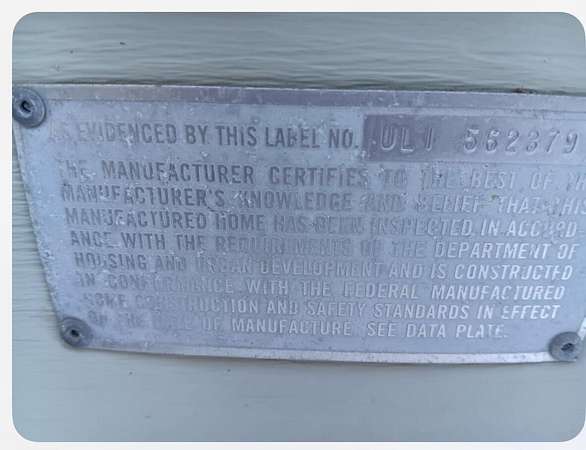 AS EVIDENCED BY THIS LABEL NO. ULI 562379
THE MANUFACTURER CERTIFIES TO THE BEST OF
MANUFACTURER'S KNOWLEDGE AND BELIEF THAT
MANUFACTURED HOME HAS BEEN INSPECTED IN ACCORD-
ANCE WITH THE REQUIREMENTS OF THE DEPARTMENT OF
HOUSING AND URBAN DEVELOPMENT AND IS CONSTRUCTED
IN CONFORMANCE WITH THE FEDERAL MANUFACTURED
HOME CONSTRUCTION AND SAFETY STANDARDS IN EFFECT
OF MANUFACTURE. SEE DATA PLATE.